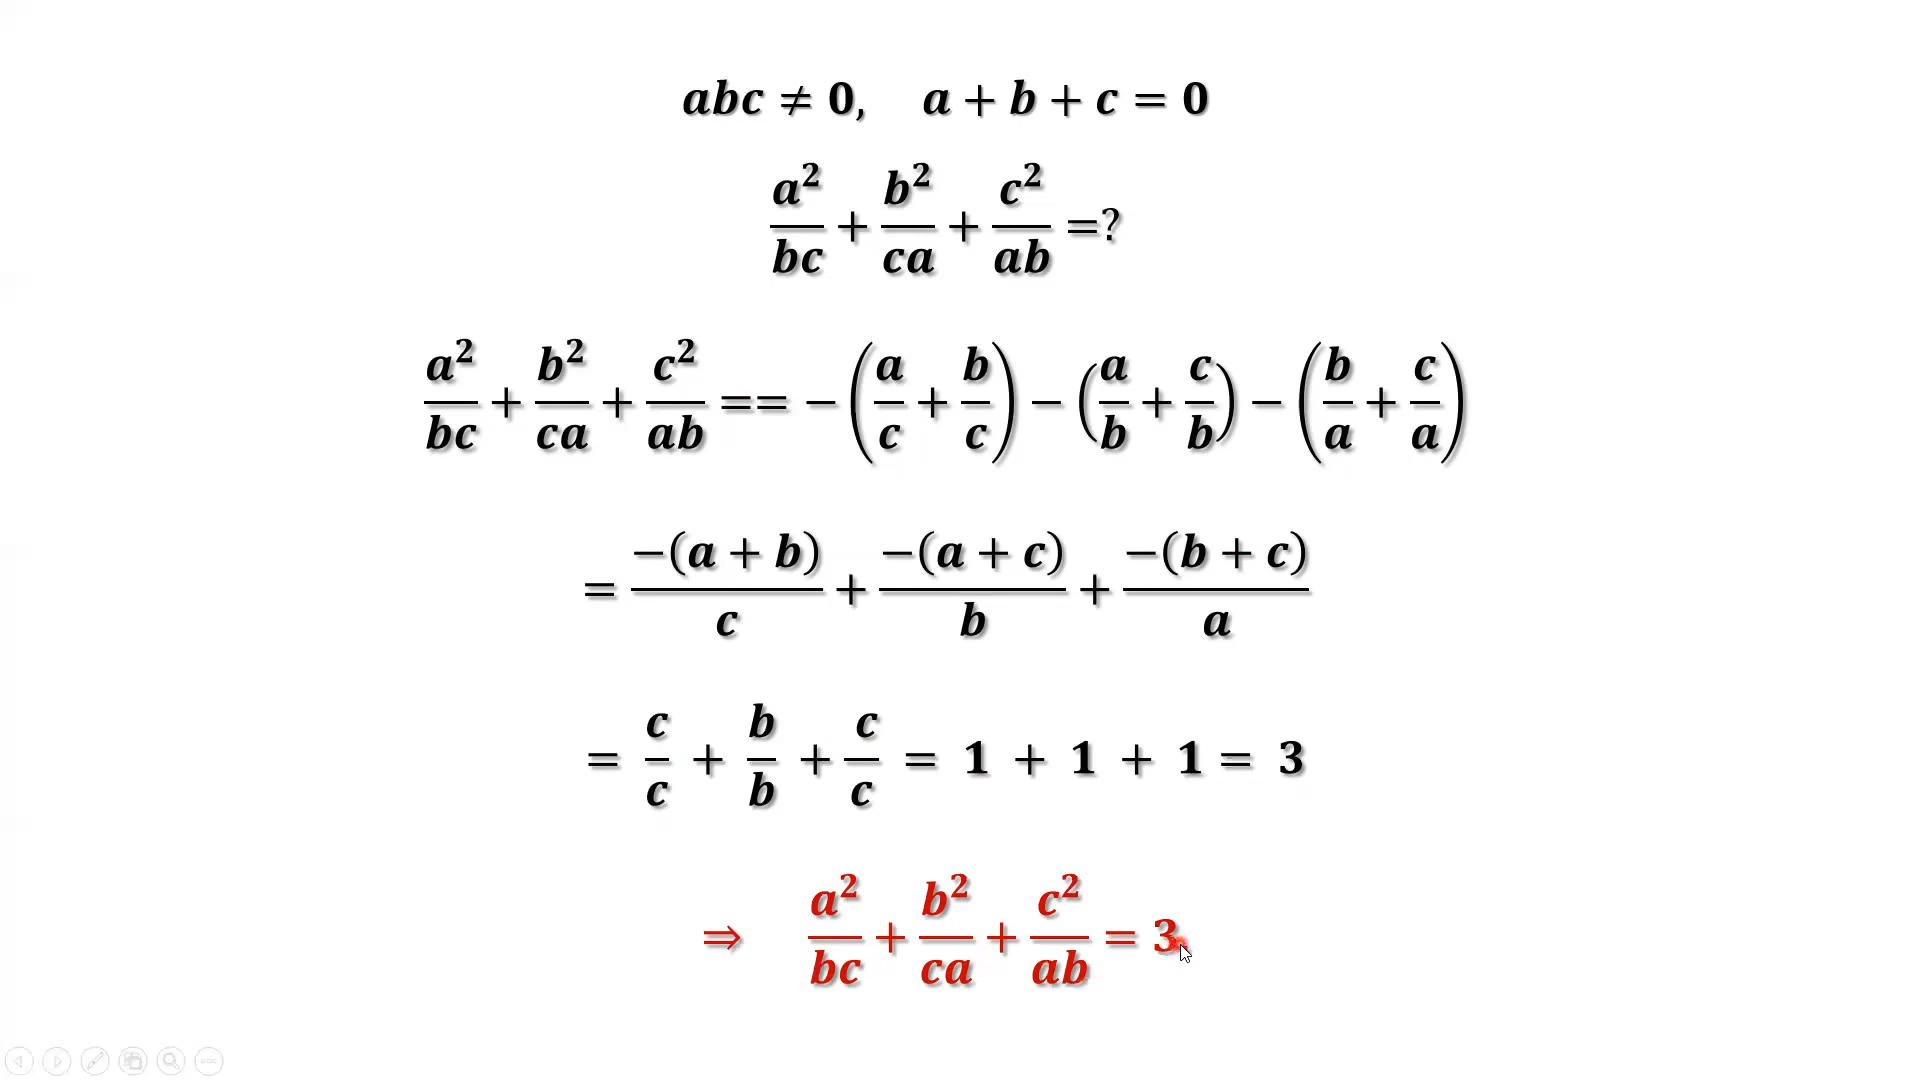 abc ≠ 0, a + b + c = 0
a²/bc + b²/ca + c²/ab =?
a²/bc + b²/ca + c²/ab == −(a/c + b/c) − (a/b + c/b) − (b/a + c/a)
= −(a + b)/c + −(a + c)/b + −(b + c)/a
= c/c + b/b + c/c = 1 + 1 + 1 = 3
⇒ a²/bc + b²/ca + c²/ab = 3